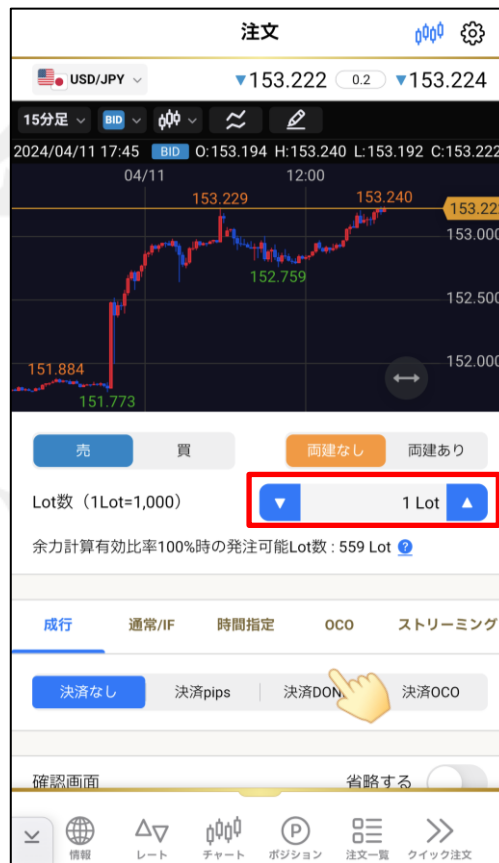 注文
USD/JPY ▼153.222 0.2 ▼153.224
15分足 BID
2024/04/11 17:45 BID O:153.194 H:153.240 L:153.192 C:153.222
04/11 12:00
153.229 153.240 153.22
153.000
152.759
152.500
151.884 152.000
151.773
売 買 両建なし 両建あり
Lot数（1Lot=1,000） ▼ 1 Lot ▲
余力計算有効比率100%時の発注可能Lot数 : 559 Lot ?
成行 通常/IF 時間指定 OCO ストリーミング
決済なし 決済pips 決済DON 決済OCO
確認画面 省略する
P
情報 レート チャート ポジション 注文一覧 クイック注文